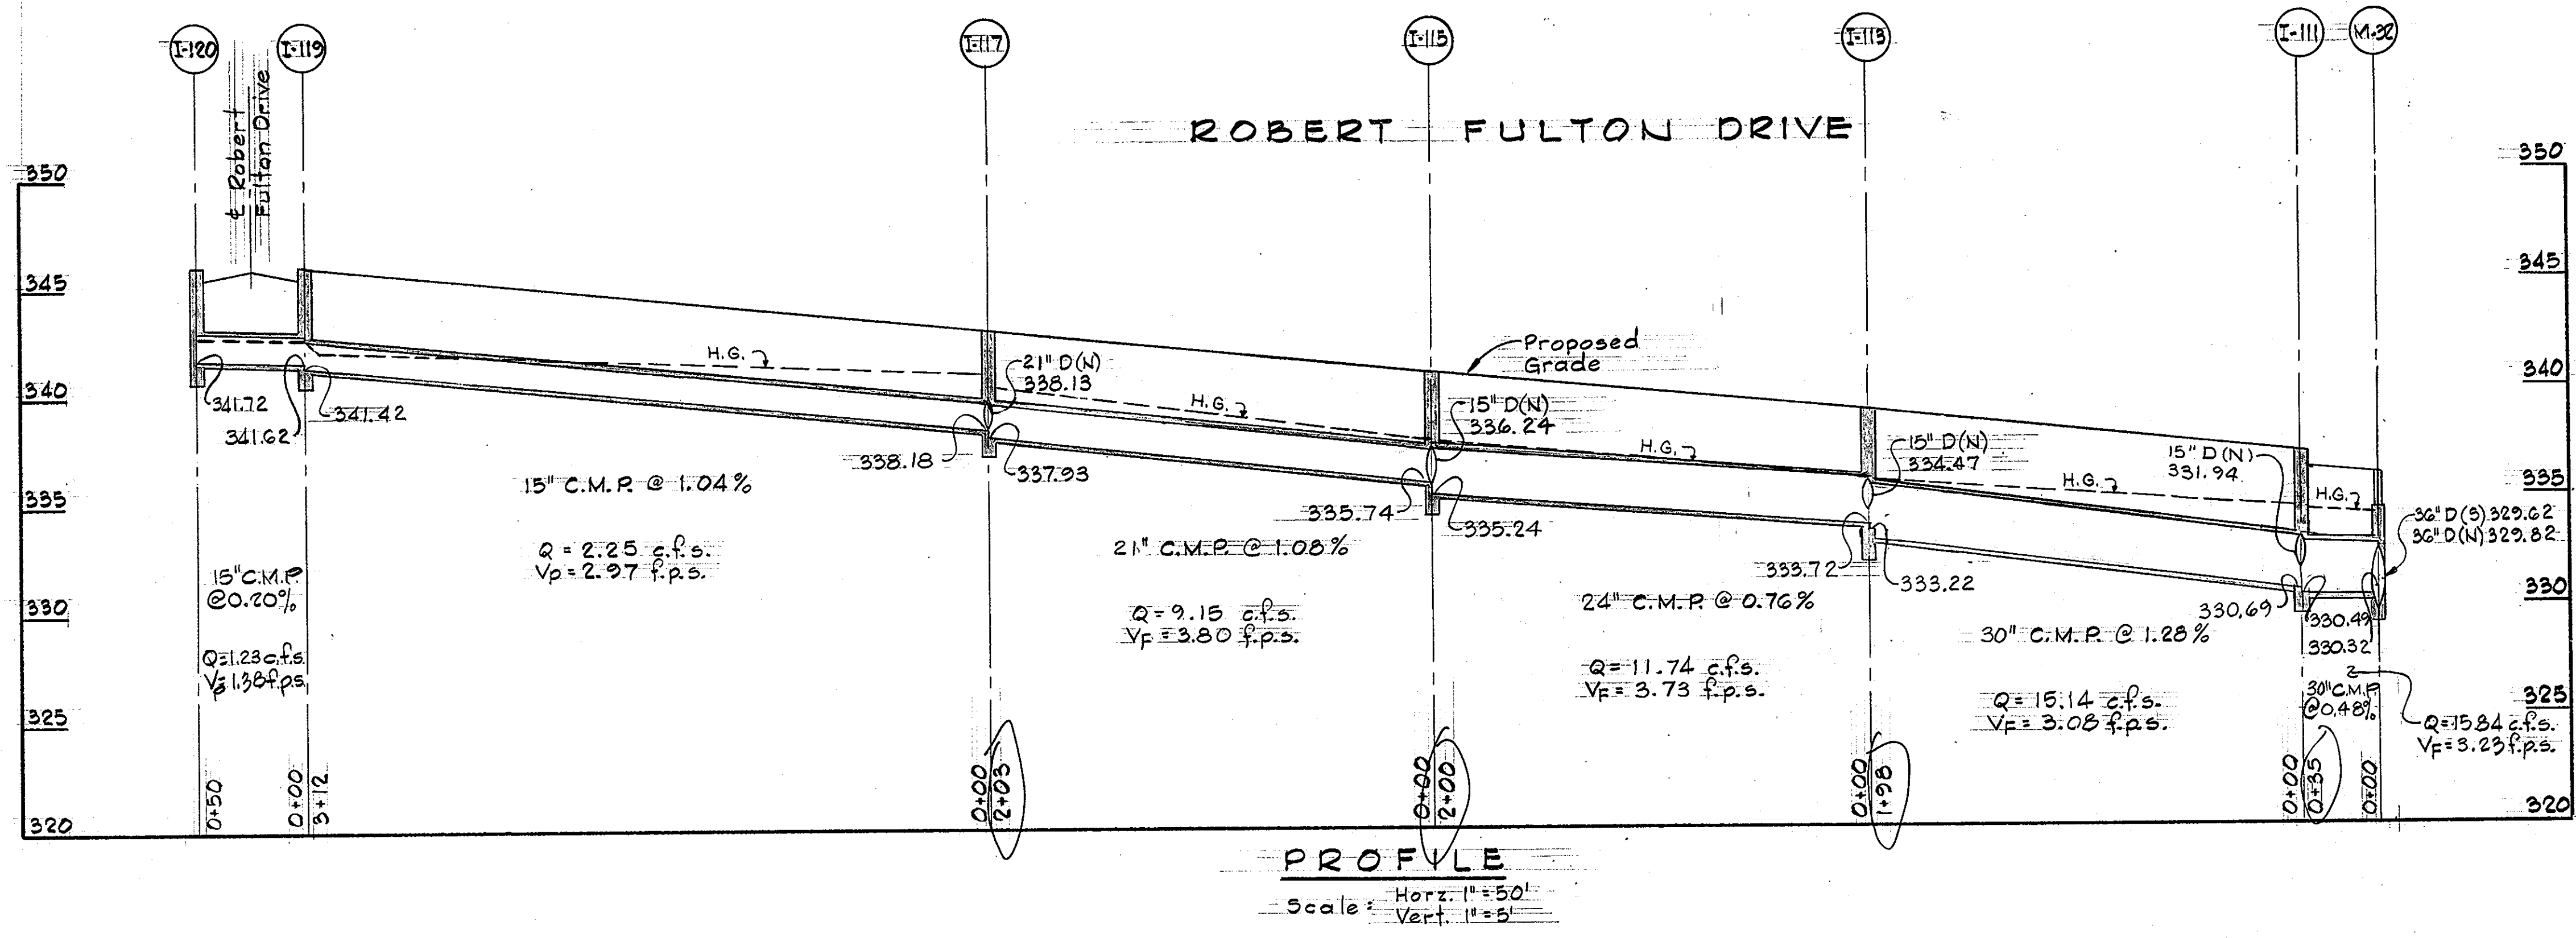 I-120
I-119
I-117
I-115
I-113
I-111
M-32
℄ Robert
Fulton Drive
ROBERT FULTON DRIVE
350
345
340
335
330
325
320
350
345
340
335
330
325
320
341.72
341.62
341.42
H.G.
15" C.M.P. @ 1.04%
Q = 2.25 c.f.s.
Vp = 2.97 f.p.s.
15" C.M.P.
@0.20%
Q=1.23 c.f.s.
Vp=1.38 f.p.s.
21" D(N)
338.13
338.18
337.93
H.G.
21" C.M.P. @ 1.08%
Q = 9.15 c.f.s.
VF = 3.80 f.p.s.
Proposed
Grade
15" D(N)
336.24
335.74
335.24
H.G.
24" C.M.P. @ 0.76%
Q = 11.74 c.f.s.
VF = 3.73 f.p.s.
15" D(N)
334.47
333.72
333.22
H.G.
30" C.M.P. @ 1.28%
Q = 15.14 c.f.s.
VF = 3.08 f.p.s.
15" D(N)
331.94
H.G.
36" D(S) 329.62
36" D(N) 329.82
330.69
330.49
330.32
30" C.M.P.
@0.48%
Q=15.84 c.f.s.
VF=3.23 f.p.s.
0+50
0+00
3+12
0+00
2+03
0+00
2+00
0+00
1+98
0+00
0+35
0+00
PROFILE
Scale: Horz. 1"=50'
Vert. 1"=5'